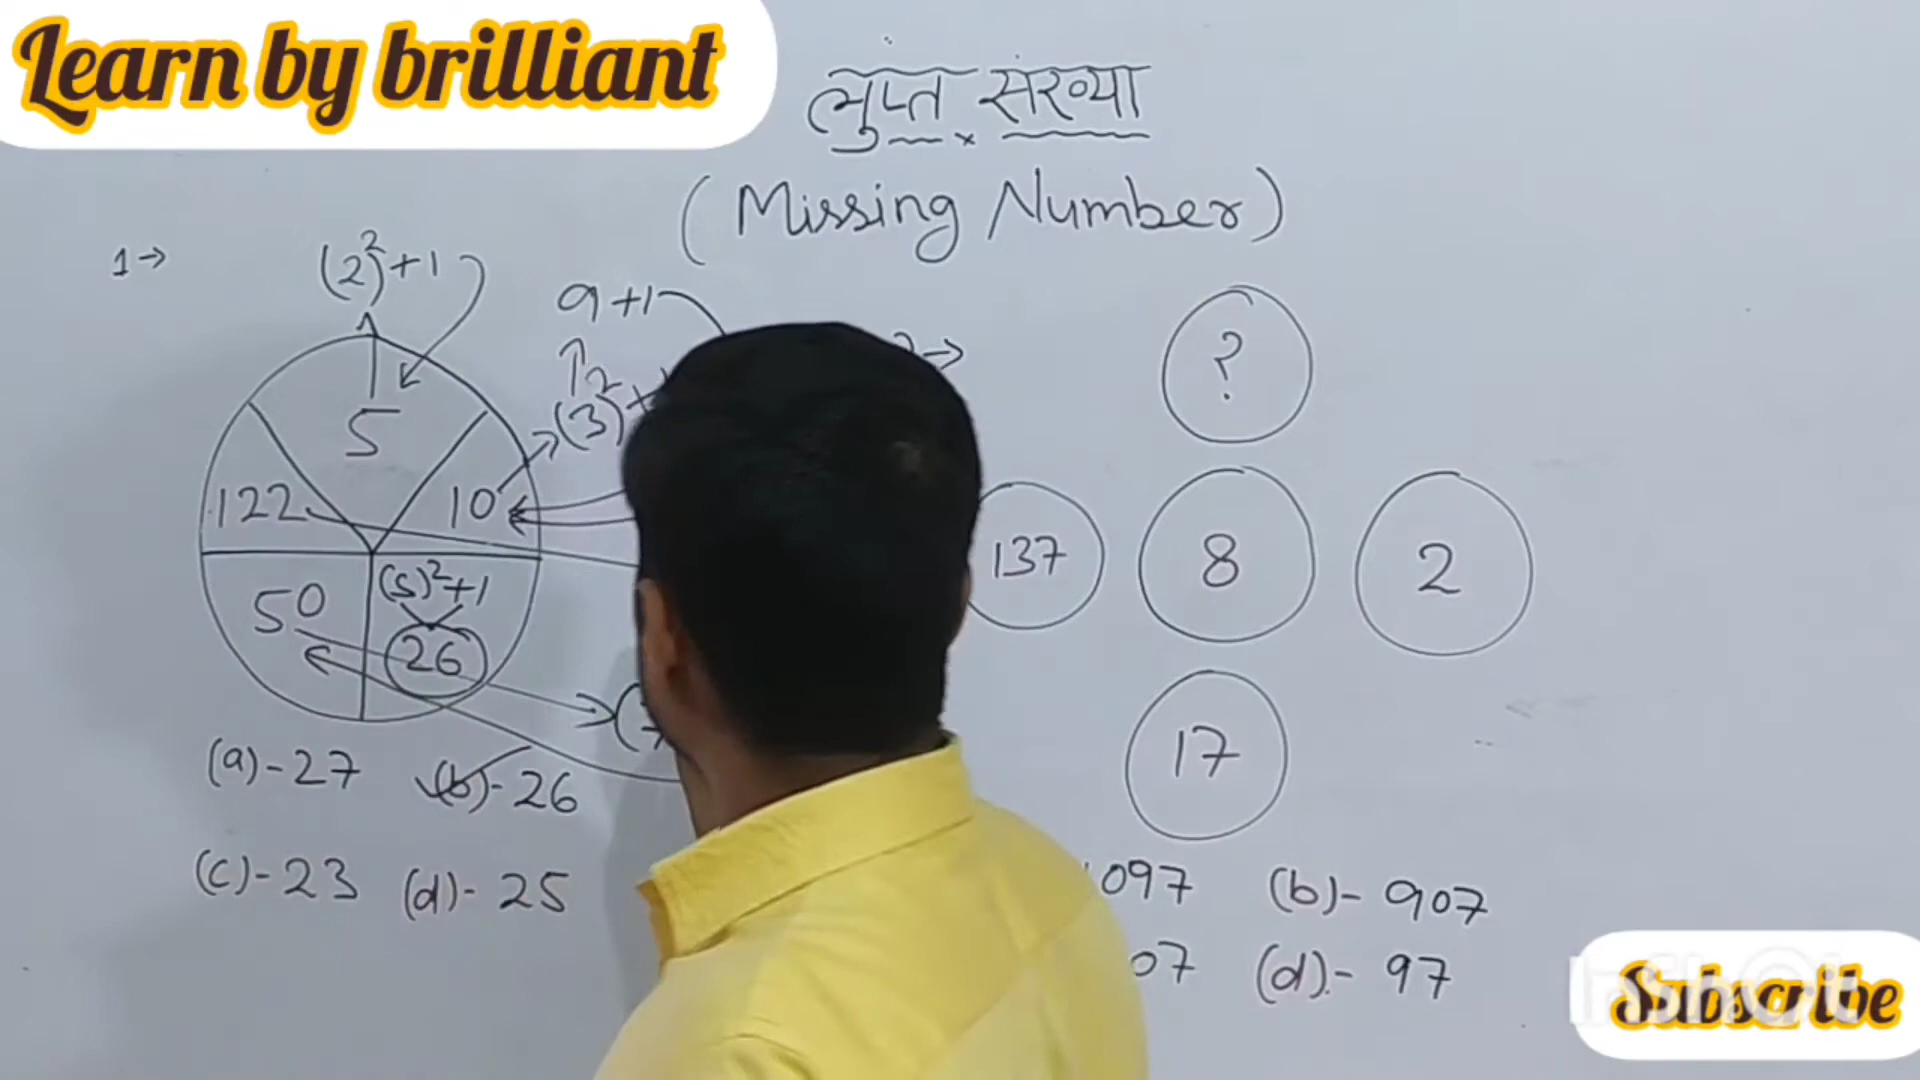 Learn by brilliant
लुप्त संख्या
(Missing Number)
1→
(2)²+1
9+1
(3)²+
5
122
10
50
(5)²+1
26
(7
(a)-27
(b)-26
(c)-23
(d)-25
→
?
137
8
2
17
097
(b)- 907
07
(d)- 97
Subscribe